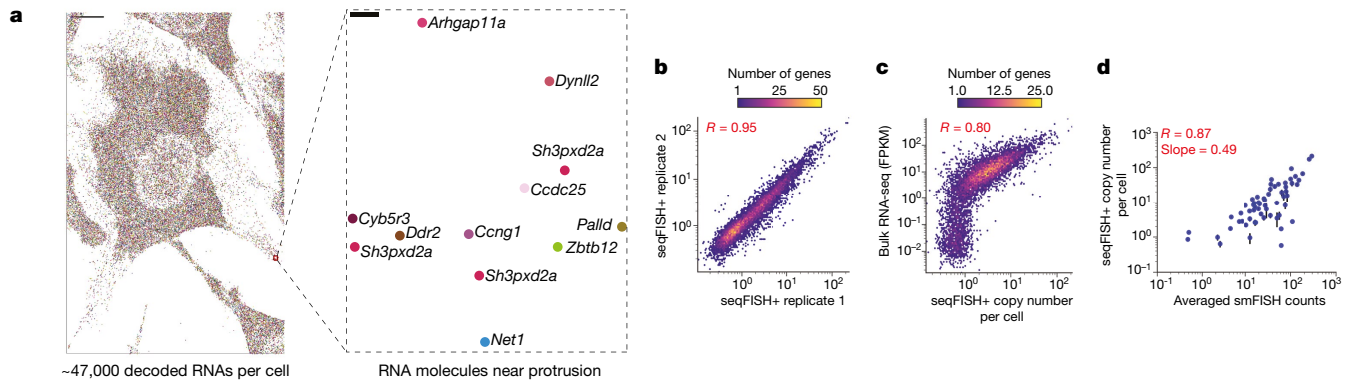 a
Arhgap11a
Dynll2
Sh3pxd2a
Ccdc25
Cyb5r3
Ddr2
Ccng1
Palld
Sh3pxd2a
Zbtb12
Sh3pxd2a
Net1
~47,000 decoded RNAs per cell
RNA molecules near protrusion
b
Number of genes
1 25 50
R = 0.95
seqFISH+ replicate 2
10²
10¹
10⁰
10⁰ 10¹ 10²
seqFISH+ replicate 1
c
Number of genes
1.0 12.5 25.0
R = 0.80
Bulk RNA-seq (FPKM)
10²
10¹
10⁰
10⁻¹
10⁻²
10⁰ 10¹ 10²
seqFISH+ copy number
per cell
d
R = 0.87
Slope = 0.49
seqFISH+ copy number
per cell
10³
10²
10¹
10⁰
10⁻¹
10⁻¹ 10⁰ 10¹ 10² 10³
Averaged smFISH counts